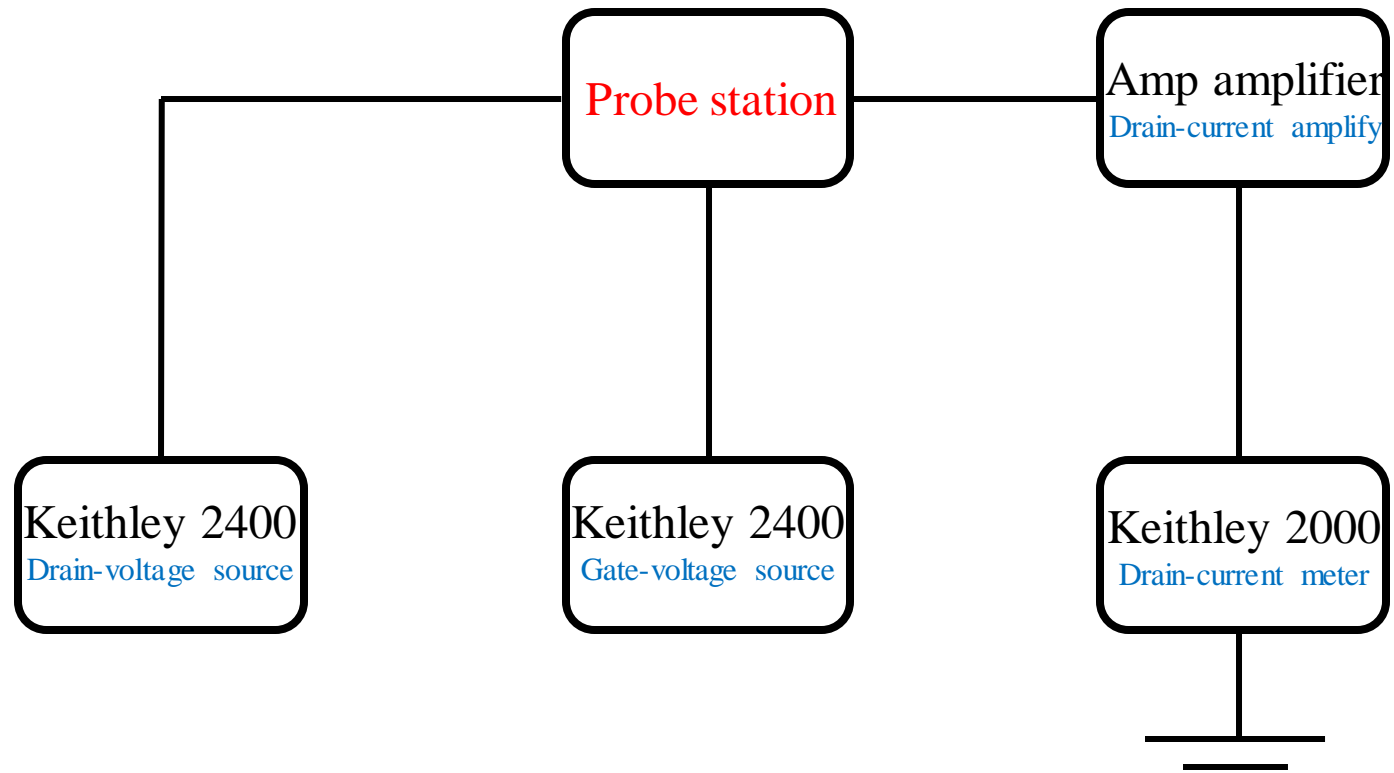 Probe station
Amp amplifier
Drain-current amplify
Keithley 2400
Drain-voltage source
Keithley 2400
Gate-voltage source
Keithley 2000
Drain-current meter